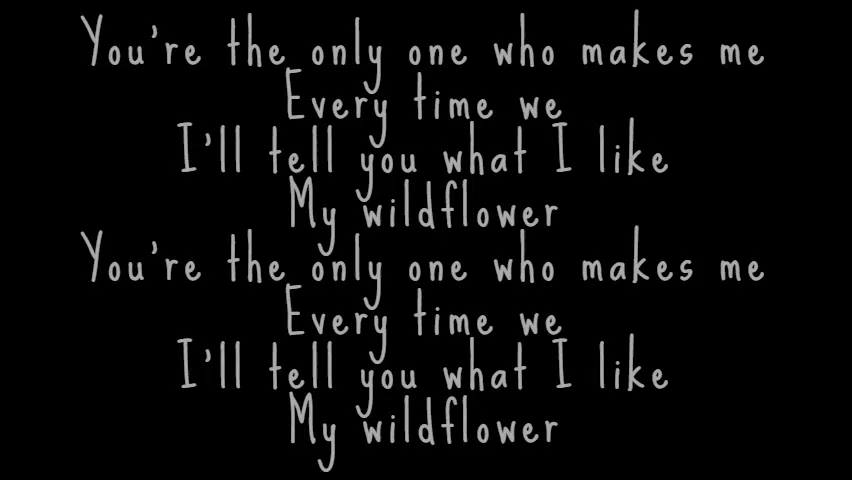 You're the only one who makes me
Every time we
I'll tell you what I like
My wildflower
You're the only one who makes me
Every time we
I'll tell you what I like
My wildflower